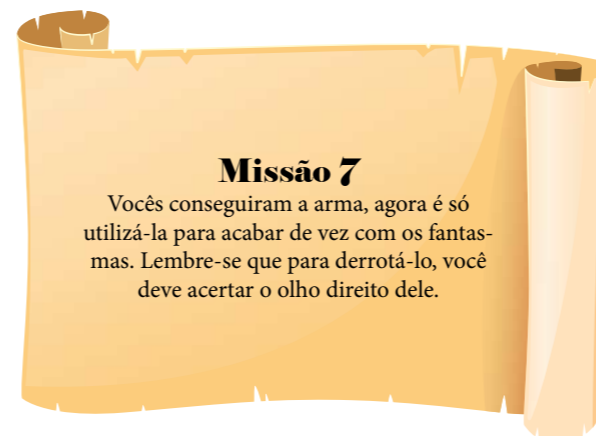 Missão 7
Vocês conseguiram a arma, agora é só
utilizá-la para acabar de vez com os fantas-
mas. Lembre-se que para derrotá-lo, você
deve acertar o olho direito dele.